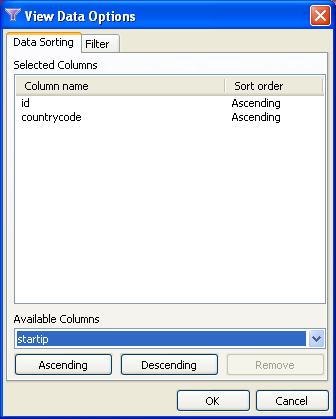 View Data Options
Data Sorting Filter
Selected Columns
Column name Sort order
id Ascending
countrycode Ascending
Available Columns
startip
Ascending Descending Remove
OK Cancel